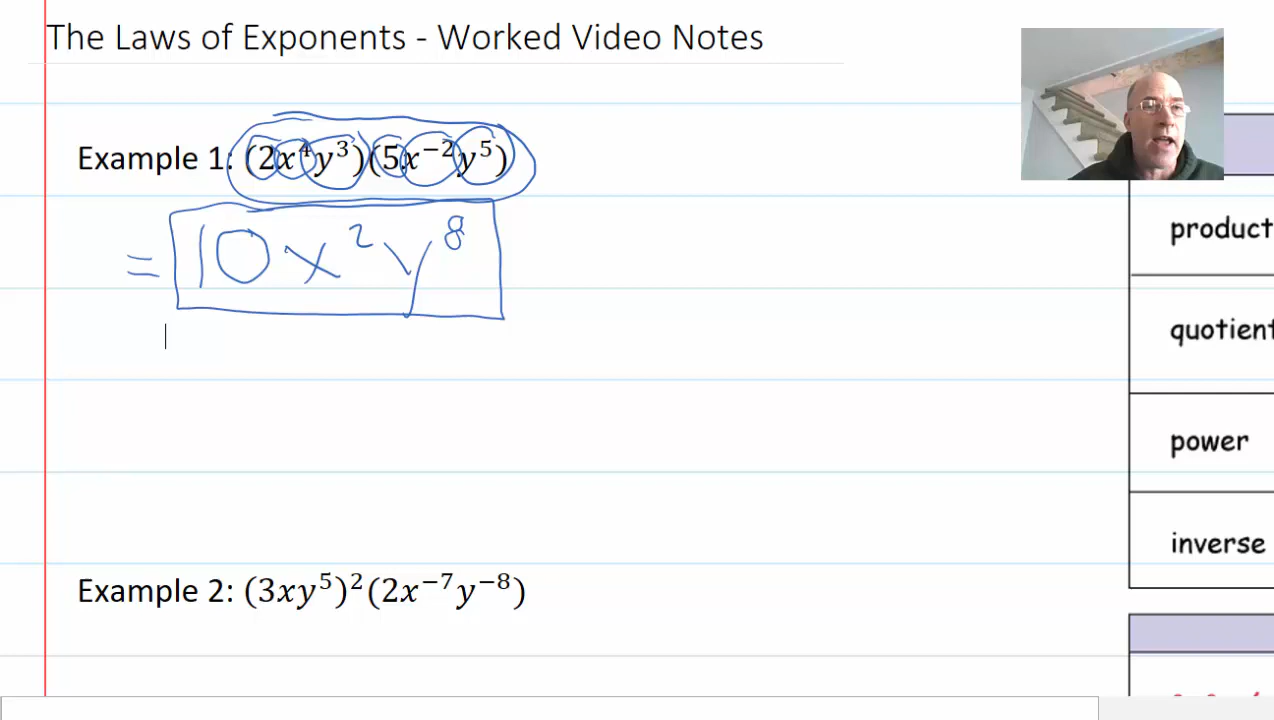 The Laws of Exponents - Worked Video Notes
Example 1: (2x⁴y³)(5x⁻²y⁵)
= 10x²y⁸
product
quotient
power
inverse
Example 2: (3xy⁵)²(2x⁻⁷y⁻⁸)